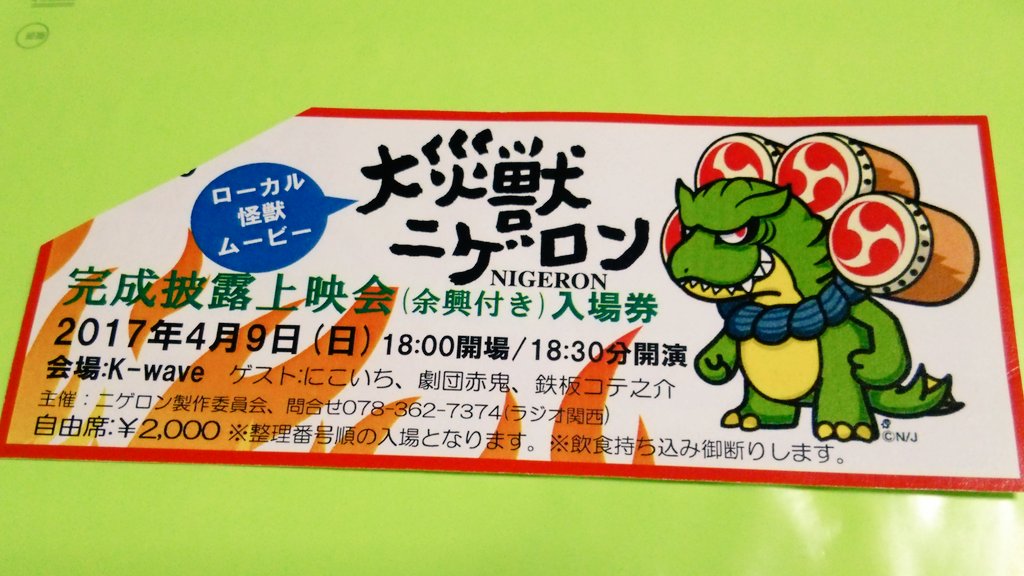 ローカル
怪獣
ムービー
大災獣
ニゲロン
NIGERON
完成披露上映会(余興付き)入場券
2017年4月9日(日)18:00開場/18:30分開演
会場:K-wave ゲスト:にこいち、劇団赤鬼、鉄板コテ之介
主催:ニゲロン製作委員会、問合せ078-362-7374(ラジオ関西)
自由席:¥2,000 ※整理番号順の入場となります。※飲食持ち込み御断りします。
©N/J